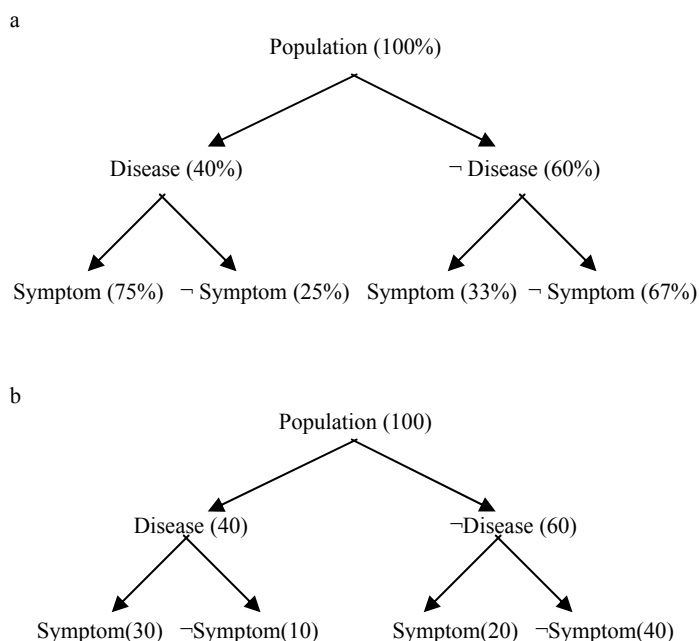 a
Population (100%)
Disease (40%) ¬ Disease (60%)
Symptom (75%) ¬ Symptom (25%) Symptom (33%) ¬ Symptom (67%)
b
Population (100)
Disease (40) ¬Disease (60)
Symptom(30) ¬Symptom(10) Symptom(20) ¬Symptom(40)